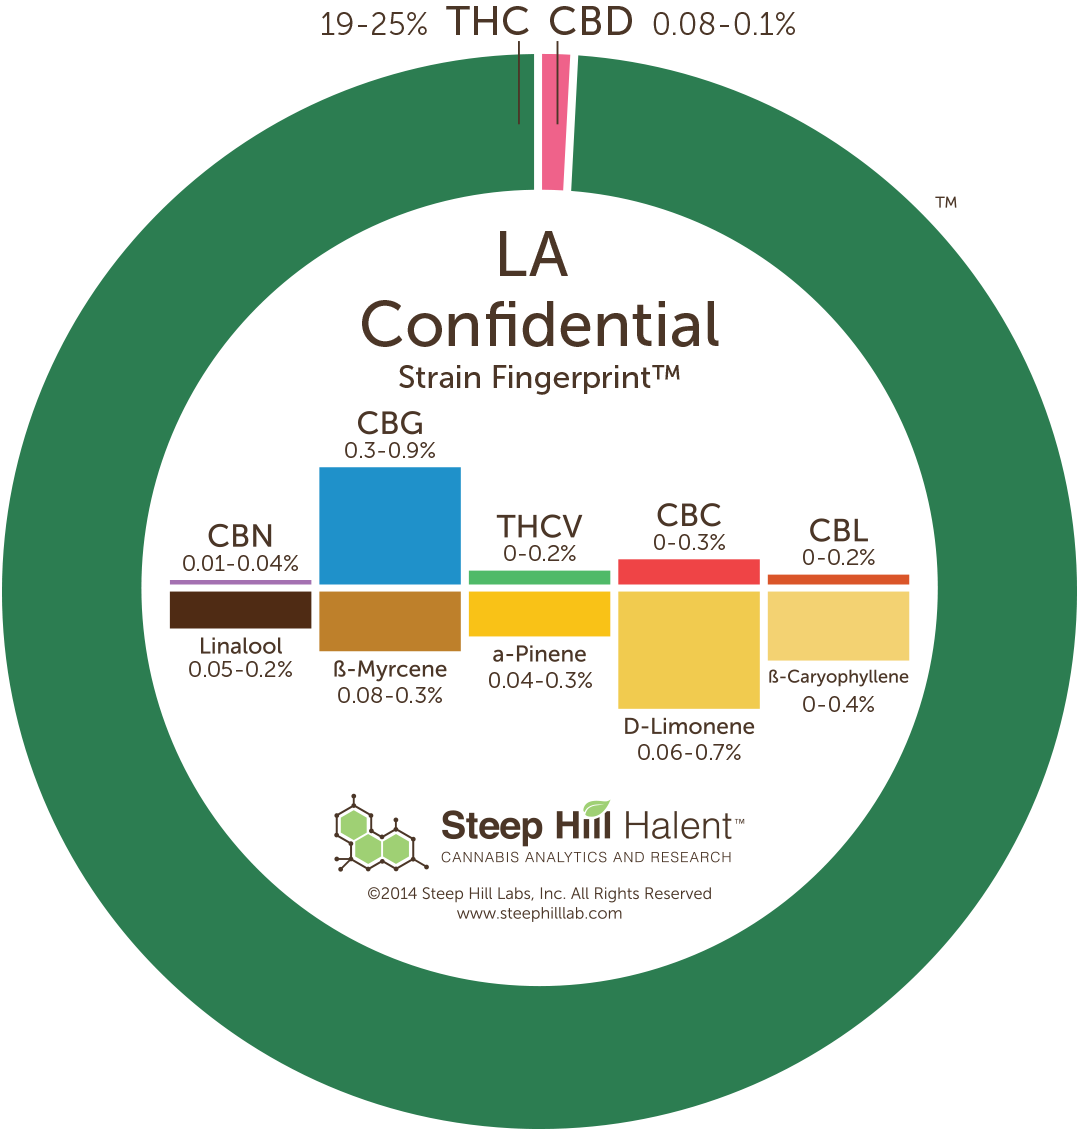 19-25% THC CBD 0.08-0.1%
TM
LA
Confidential
Strain Fingerprint™
CBG
0.3-0.9%
CBN
0.01-0.04%
THCV
0-0.2%
CBC
0-0.3%
CBL
0-0.2%
Linalool
0.05-0.2%
ß-Myrcene
0.08-0.3%
a-Pinene
0.04-0.3%
D-Limonene
0.06-0.7%
ß-Caryophyllene
0-0.4%
Steep Hill Halent™
CANNABIS ANALYTICS AND RESEARCH
©2014 Steep Hill Labs, Inc. All Rights Reserved
www.steephilllab.com